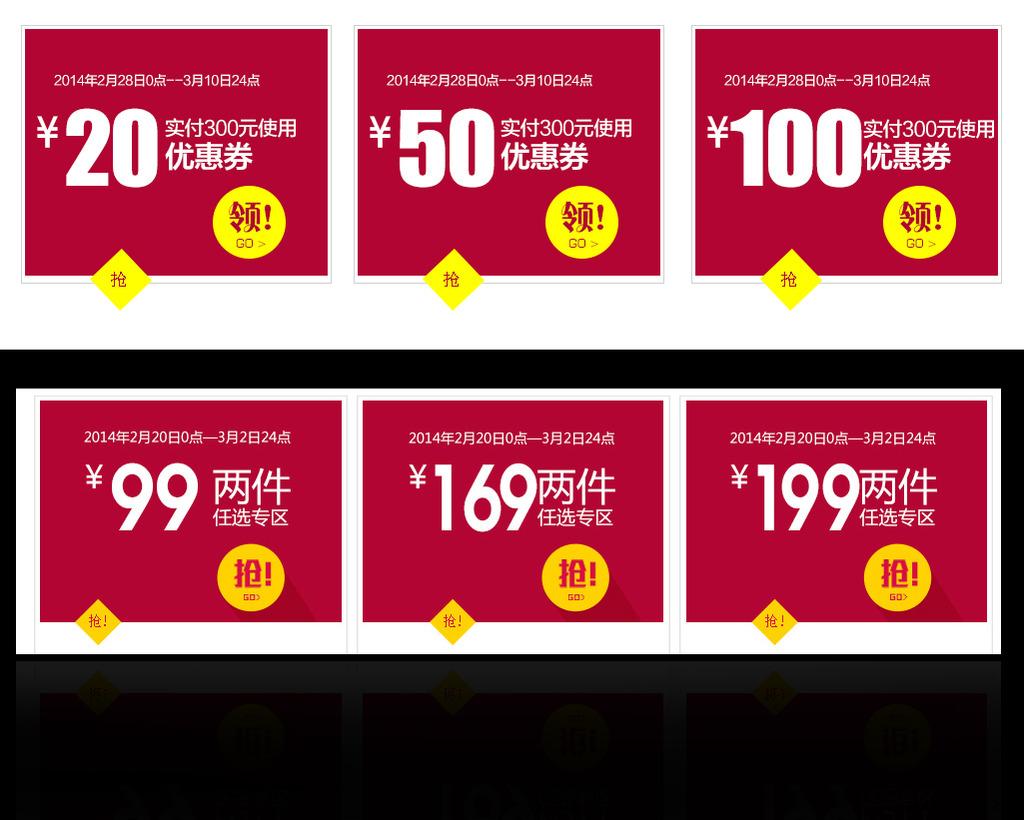 2014年2月28日0点--3月10日24点
¥20 实付300元使用
优惠券
领!
GO >
抢
2014年2月28日0点--3月10日24点
¥50 实付300元使用
优惠券
领!
GO >
抢
2014年2月28日0点--3月10日24点
¥100 实付300元使用
优惠券
领!
GO >
抢
2014年2月20日0点—3月2日24点
¥99 两件
任选专区
抢!
GO>
抢!
2014年2月20日0点—3月2日24点
¥169 两件
任选专区
抢!
GO>
抢!
2014年2月20日0点—3月2日24点
¥199 两件
任选专区
抢!
GO>
抢!